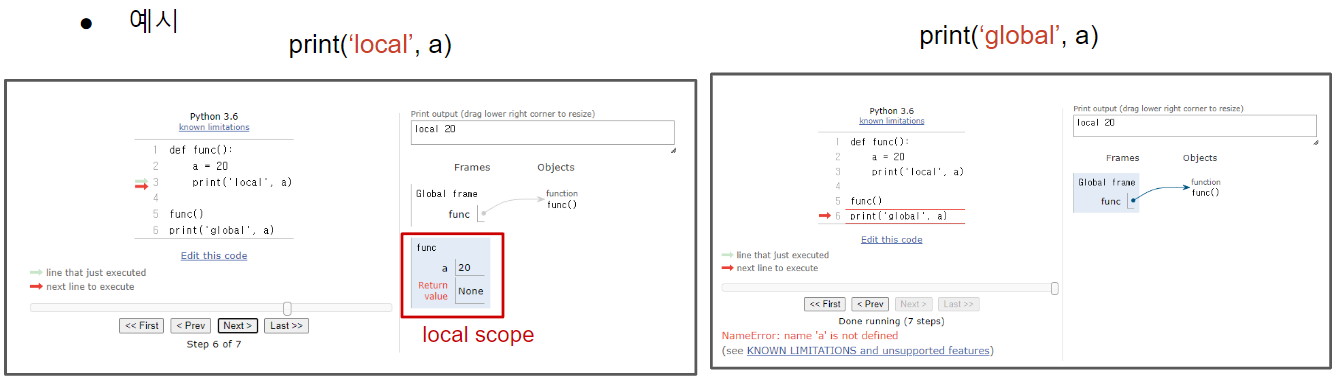 ● 예시
print(‘local’, a)
Python 3.6
known limitations
1 def func():
2 a = 20
3 print('local', a)
4
5 func()
6 print('global', a)
Edit this code
line that just executed
next line to execute
<< First < Prev Next > Last >>
Step 6 of 7
Print output (drag lower right corner to resize)
local 20
Frames Objects
Global frame
func
function
func()
func
a 20
Return
value None
local scope
print(‘global’, a)
Python 3.6
known limitations
1 def func():
2 a = 20
3 print('local', a)
4
5 func()
6 print('global', a)
Edit this code
line that just executed
next line to execute
<< First < Prev Next > Last >>
Done running (7 steps)
NameError: name 'a' is not defined
(see KNOWN LIMITATIONS and unsupported features)
Print output (drag lower right corner to resize)
local 20
Frames Objects
Global frame
func
function
func()